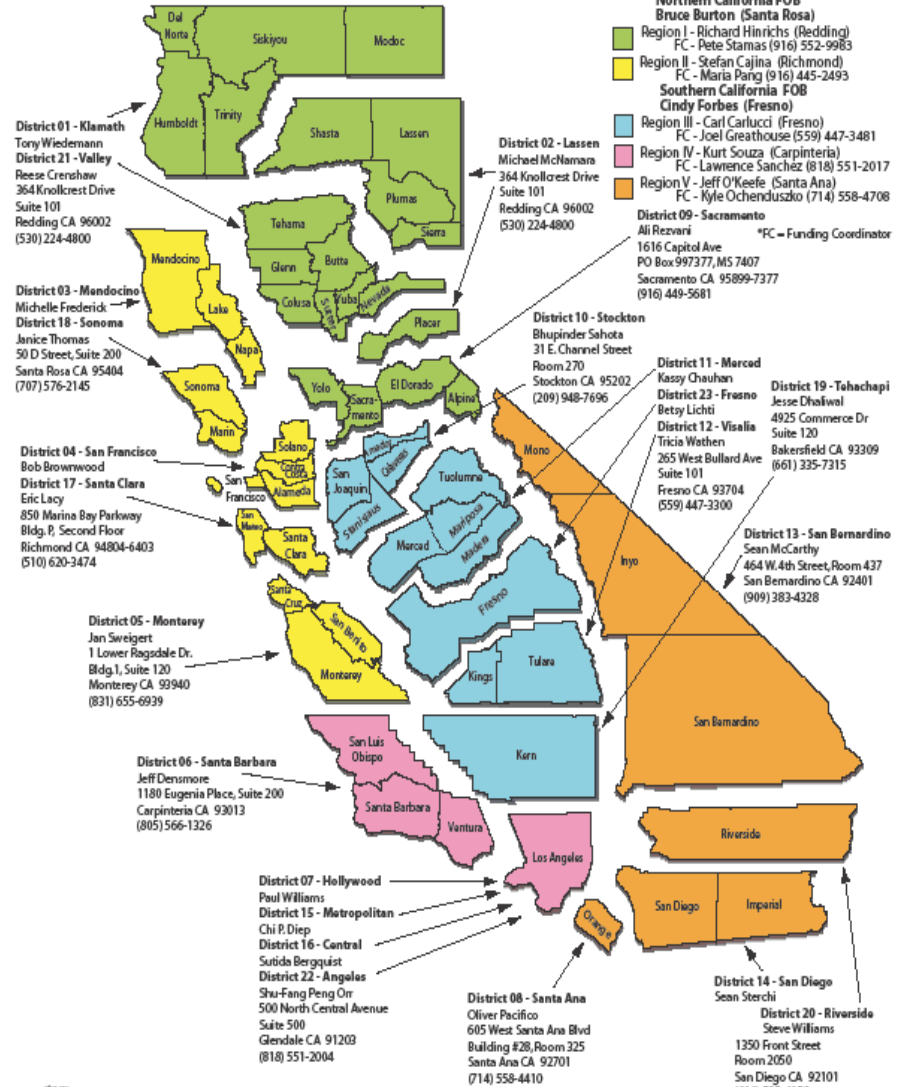 Northern California FOB
Bruce Burton (Santa Rosa)
Region I - Richard Hinrichs (Redding)
FC - Pete Stamas (916) 552-9983
Region II - Stefan Cajina (Richmond)
FC - Maria Pang (916) 445-2493
Southern California FOB
Cindy Forbes (Fresno)
Region III - Carl Carlucci (Fresno)
FC - Joel Greathouse (559) 447-3481
Region IV - Kurt Souza (Carpinteria)
FC - Lawrence Sanchez (818) 551-2017
Region V - Jeff O'Keefe (Santa Ana)
FC - Kyle Ochenduszko (714) 558-4708
*FC = Funding Coordinator
Del
Norte
Siskiyou
Modoc
Humboldt
Trinity
Shasta
Lassen
Plumas
Sierra
District 01 - Klamath
Tony Wiedemann
District 21 - Valley
Reese Crenshaw
364 Knollcrest Drive
Suite 101
Redding CA 96002
(530) 224-4800
District 02 - Lassen
Michael McNamara
364 Knollcrest Drive
Suite 101
Redding CA 96002
(530) 224-4800
Tehama
Glenn
Butte
Colusa
Sutter
Yuba
Nevada
Placer
District 09 - Sacramento
Ali Rezvani
1616 Capitol Ave
PO Box 997377, MS 7407
Sacramento CA 95899-7377
(916) 449-5681
Mendocino
Lake
Napa
District 03 - Mendocino
Michelle Frederick
District 18 - Sonoma
Janice Thomas
50 D Street, Suite 200
Santa Rosa CA 95404
(707) 576-2145
Sonoma
Marin
Yolo
Sacra-
mento
El Dorado
Alpine
District 10 - Stockton
Bhupinder Sahota
31 E. Channel Street
Room 270
Stockton CA 95202
(209) 948-7696
District 11 - Merced
Kassy Chauhan
District 23 - Fresno
Betsy Lichti
District 12 - Visalia
Tricia Wathen
265 West Bullard Ave
Suite 101
Fresno CA 93704
(559) 447-3300
District 19 - Tehachapi
Jesse Dhaliwal
4925 Commerce Dr
Suite 120
Bakersfield CA 93309
(661) 335-7315
District 04 - San Francisco
Bob Brownwood
District 17 - Santa Clara
Eric Lacy
850 Marina Bay Parkway
Bldg. P, Second Floor
Richmond CA 94804-6403
(510) 620-3474
Solano
Contra
Costa
San
Francisco
Alameda
San
Mateo
Santa
Clara
San
Joaquin
Amador
Calaveras
Stanislaus
Tuolumne
Mariposa
Merced
Madera
Mono
Inyo
District 13 - San Bernardino
Sean McCarthy
464 W. 4th Street, Room 437
San Bernardino CA 92401
(909) 383-4328
Santa
Cruz
San Benito
Monterey
Fresno
Kings
Tulare
District 05 - Monterey
Jan Sweigert
1 Lower Ragsdale Dr.
Bldg.1, Suite 120
Monterey CA 93940
(831) 655-6939
San Luis
Obispo
Kern
San Bernardino
District 06 - Santa Barbara
Jeff Densmore
1180 Eugenia Place, Suite 200
Carpinteria CA 93013
(805) 566-1326
Santa Barbara
Ventura
Los Angeles
Riverside
Orange
San Diego
Imperial
District 07 - Hollywood
Paul Williams
District 15 - Metropolitan
Chi P. Diep
District 16 - Central
Sutida Bergquist
District 22 - Angeles
Shu-Fang Peng Orr
500 North Central Avenue
Suite 500
Glendale CA 91203
(818) 551-2004
District 08 - Santa Ana
Oliver Pacifico
605 West Santa Ana Blvd
Building #28, Room 325
Santa Ana CA 92701
(714) 558-4410
District 14 - San Diego
Sean Sterchi
District 20 - Riverside
Steve Williams
1350 Front Street
Room 2050
San Diego CA 92101